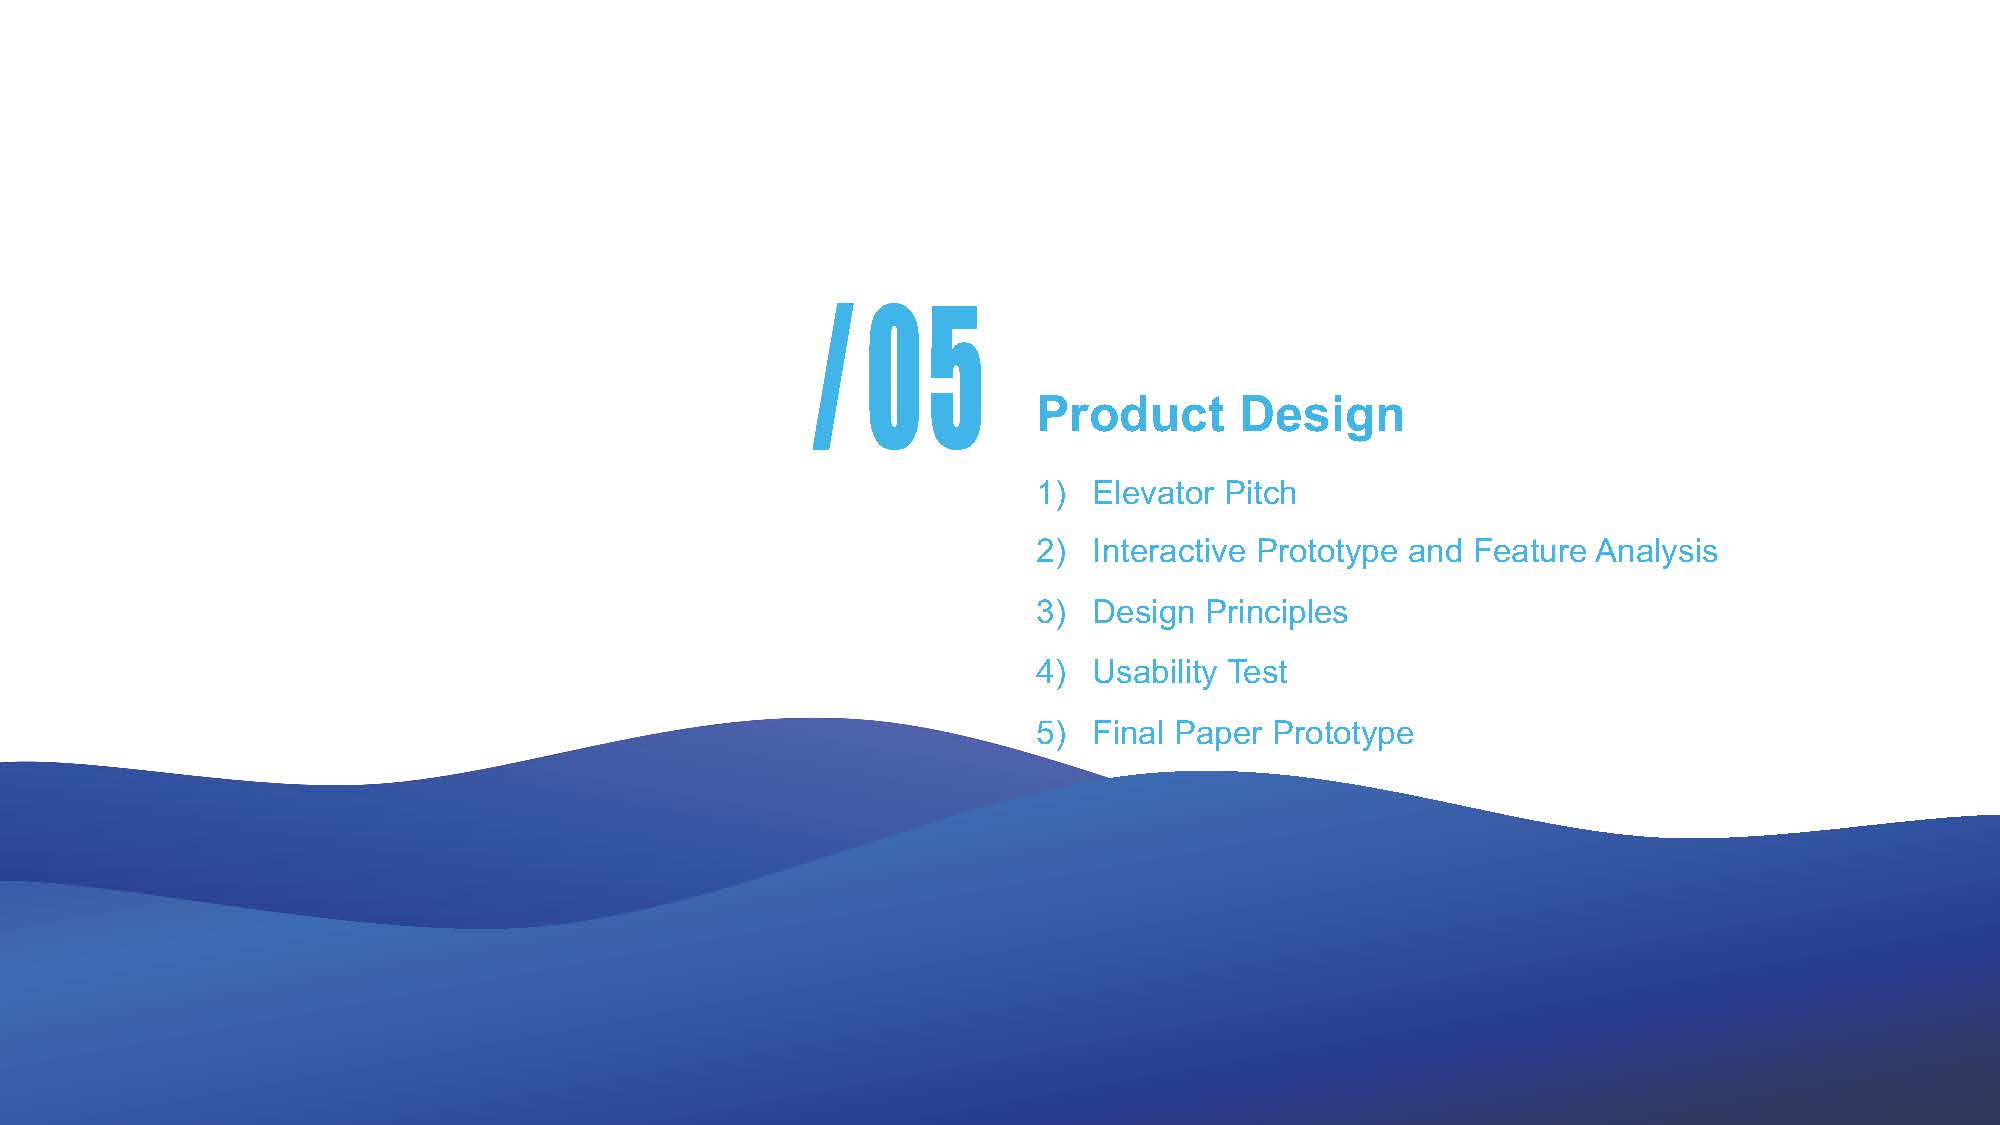 /05
Product Design
1) Elevator Pitch
2) Interactive Prototype and Feature Analysis
3) Design Principles
4) Usability Test
5) Final Paper Prototype